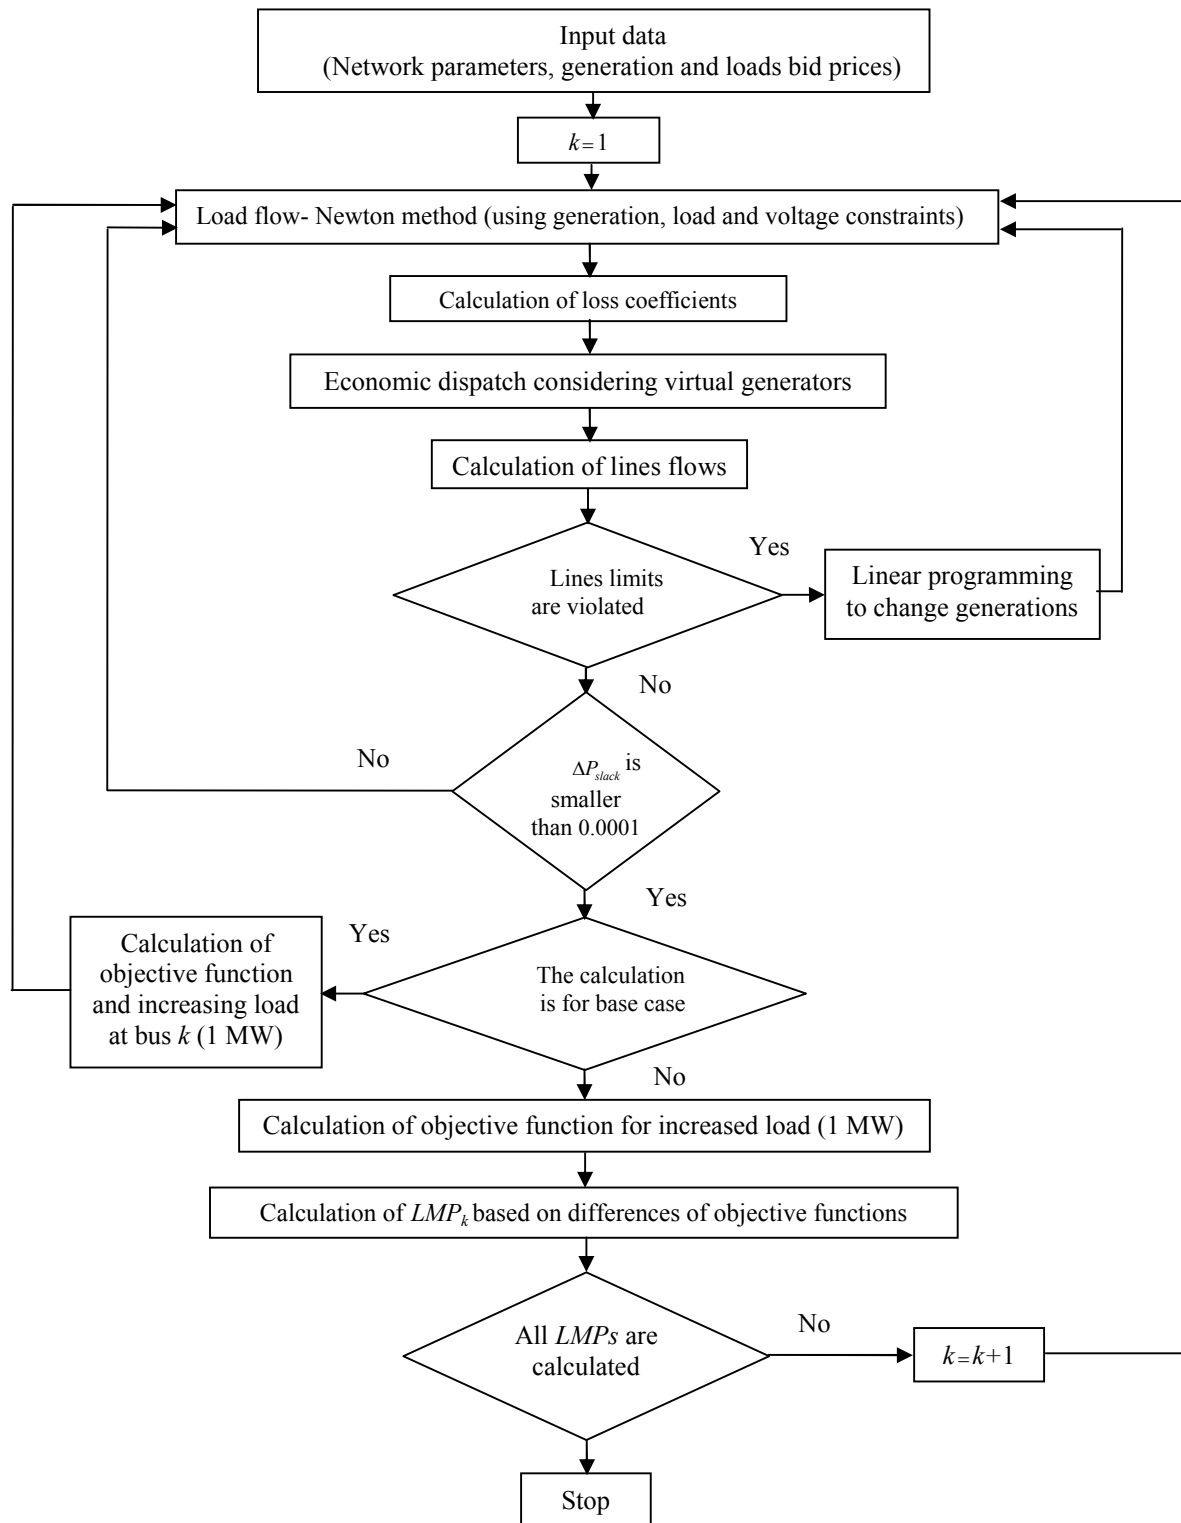 Input data
(Network parameters, generation and loads bid prices)
k=1
Load flow- Newton method (using generation, load and voltage constraints)
Calculation of loss coefficients
Economic dispatch considering virtual generators
Calculation of lines flows
Yes
Lines limits
are violated
Linear programming
to change generations
No
No
ΔP_slack is
smaller
than 0.0001
Yes
Yes
Calculation of
objective function
and increasing load
at bus k (1 MW)
The calculation
is for base case
No
Calculation of objective function for increased load (1 MW)
Calculation of LMP_k based on differences of objective functions
All LMPs are
calculated
No
k=k+1
Stop